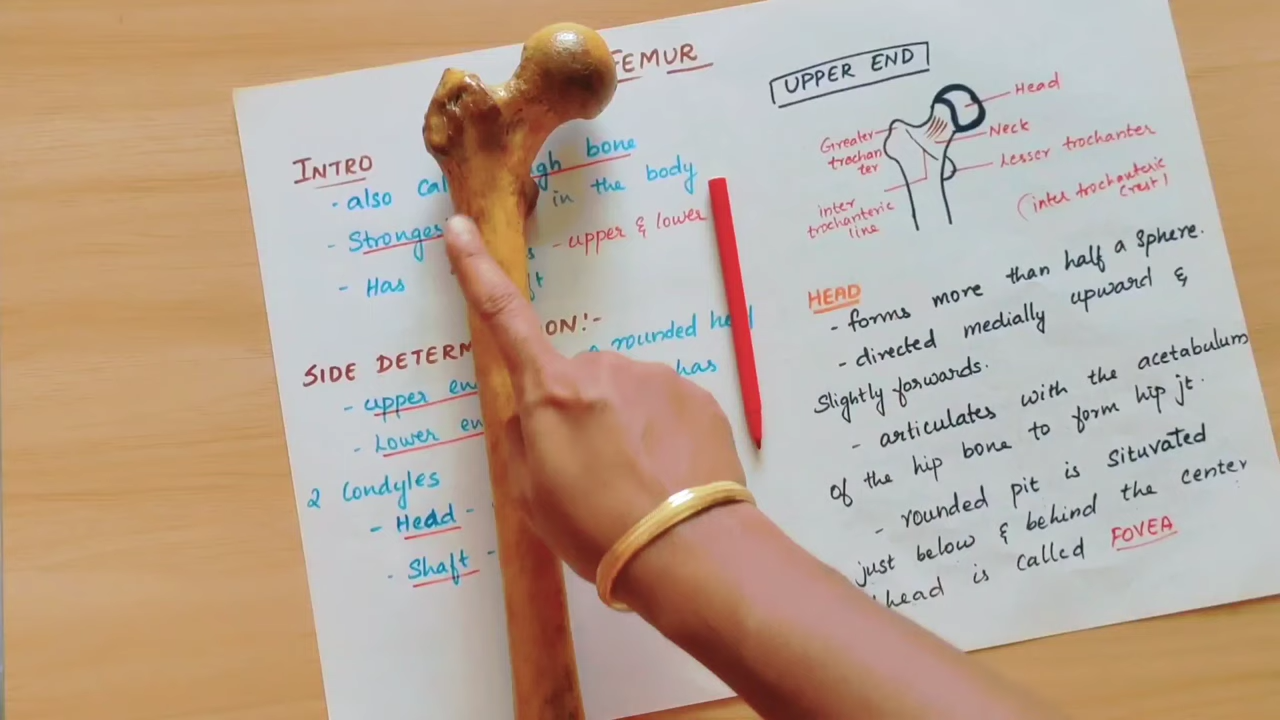 FEMUR
INTRO
- also cal gh bone
- Stronges in the body
- Has s - upper & lower
ft
SIDE DETERM ON:-
- upper en a rounded he d
- Lower en has
2 Condyles
- Head -
- Shaft -
UPPER END
Head
Greater
trochan
ter
Neck
Lesser trochanter
inter
trochanteric
line
(inter trochanteric
crest)
HEAD
- forms more than half a sphere.
- directed medially upward &
slightly forwards.
- articulates with the acetabulum
of the hip bone to form hip jt.
- rounded pit is situvated
just below & behind the center
head is called FOVEA